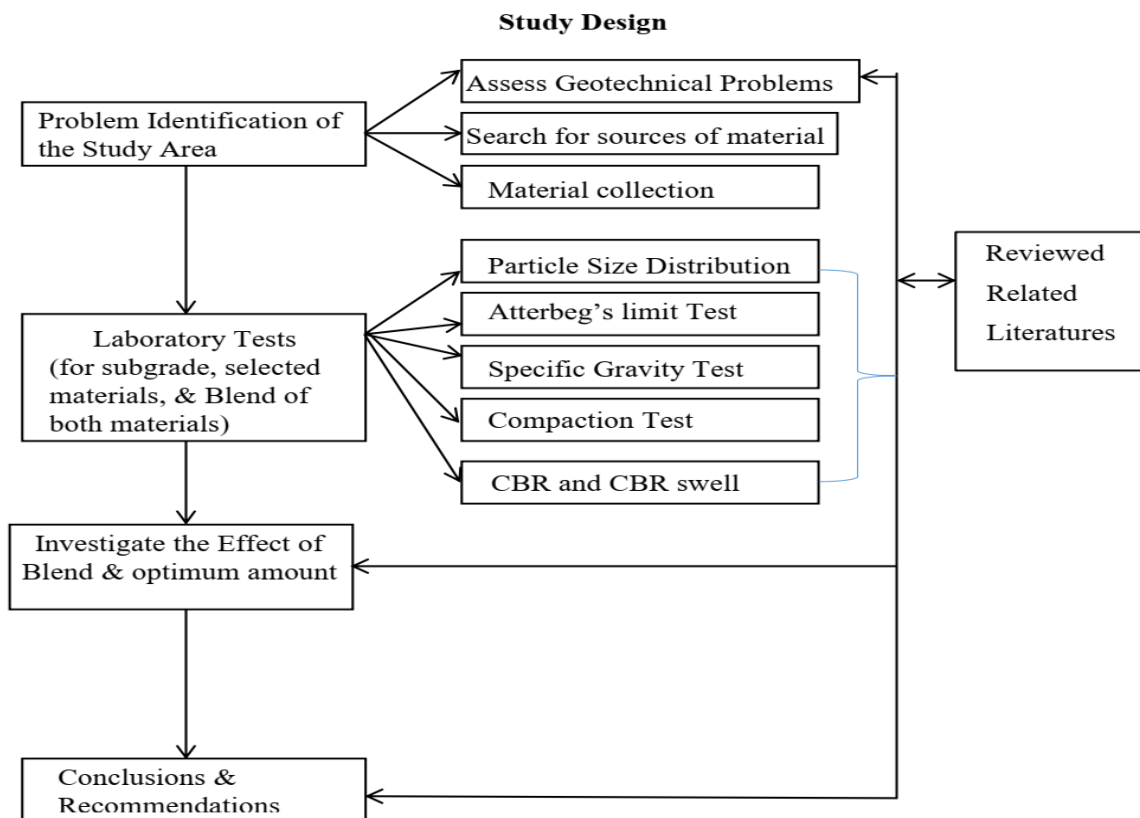 Study Design
Problem Identification of
the Study Area
Assess Geotechnical Problems
Search for sources of material
Material collection
Laboratory Tests
(for subgrade, selected
materials, & Blend of
both materials)
Particle Size Distribution
Atterbeg's limit Test
Specific Gravity Test
Compaction Test
CBR and CBR swell
Reviewed
Related
Literatures
Investigate the Effect of
Blend & optimum amount
Conclusions &
Recommendations